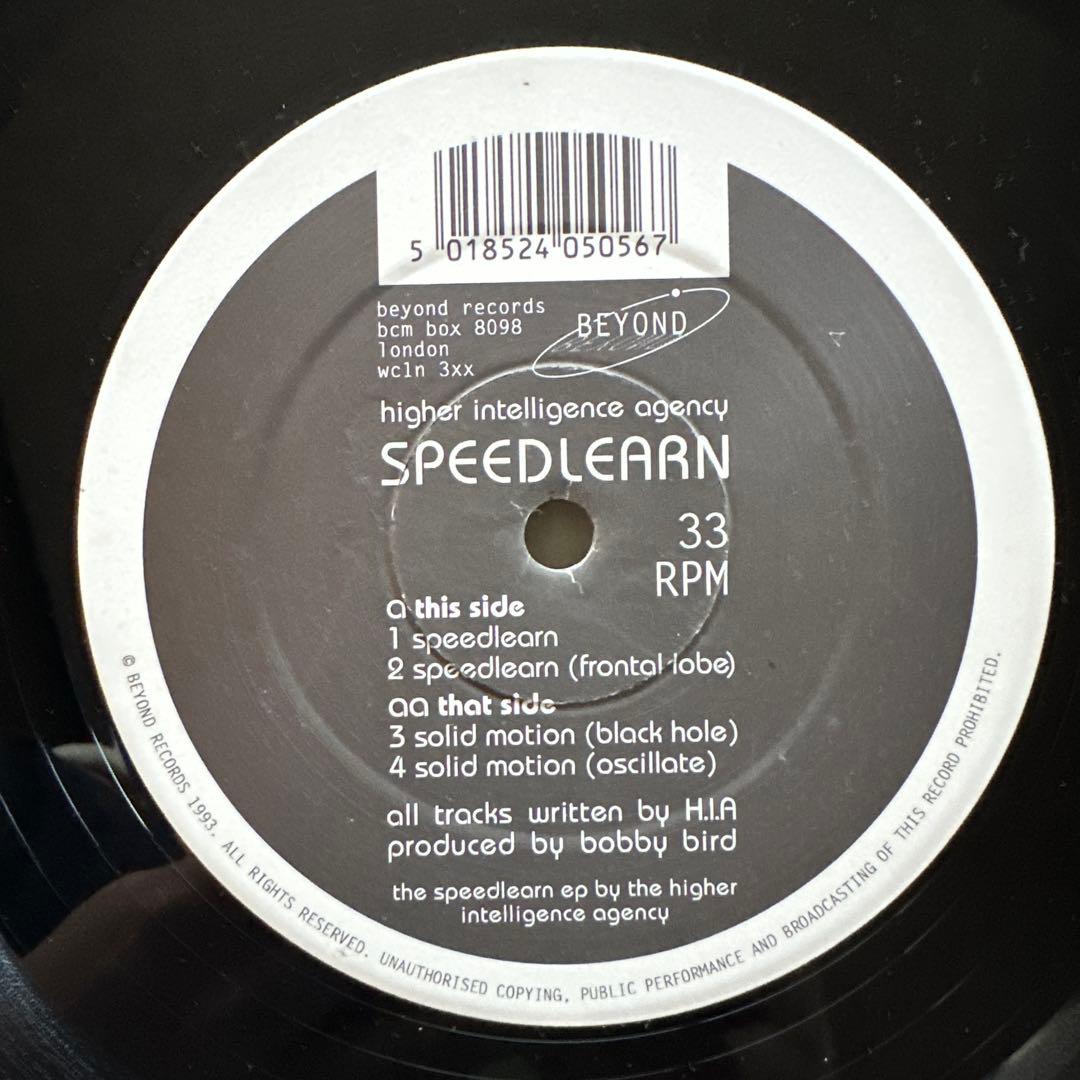 5 018524 050567
beyond records
bcm box 8098
london
wc1n 3xx
BEYOND
higher intelligence agency
SPEEDLEARN
33
RPM
a this side
1 speedlearn
2 speedlearn (frontal lobe)
aa that side
3 solid motion (black hole)
4 solid motion (oscillate)
all tracks written by H.I.A
produced by bobby bird
the speedlearn ep by the higher
intelligence agency
© BEYOND RECORDS 1993. ALL RIGHTS RESERVED. UNAUTHORISED COPYING, PUBLIC PERFORMANCE AND BROADCASTING OF THIS RECORD PROHIBITED.